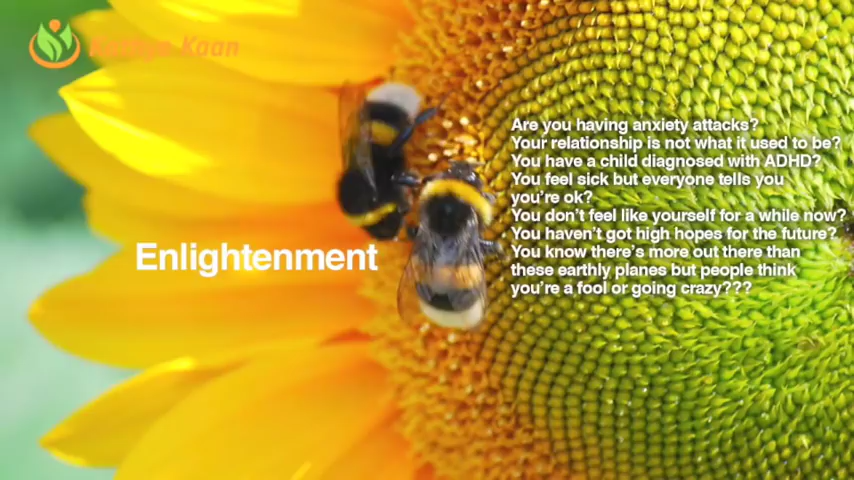 Kaan
Are you having anxiety attacks?
Your relationship is not what it used to be?
You have a child diagnosed with ADHD?
You feel sick but everyone tells you
you're ok?
You don't feel like yourself for a while now?
You haven't got high hopes for the future?
You know there's more out there than
these earthly planes but people think
you're a fool or going crazy???
Enlightenment